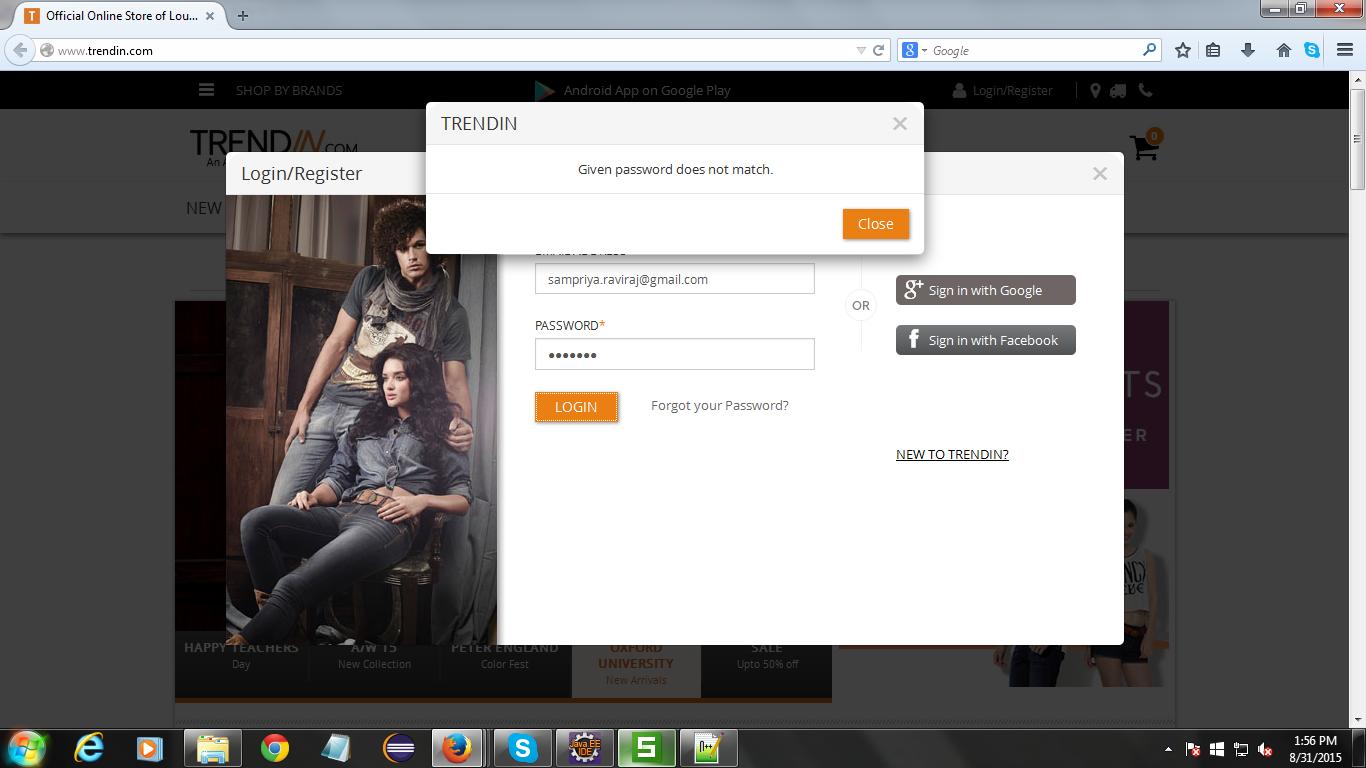 Official Online Store of Lou...
www.trendin.com
Google
SHOP BY BRANDS
Android App on Google Play
Login/Register
TRENDIN.COM
0
TRENDIN
Given password does not match.
Close
Login/Register
NEW
sampriya.raviraj@gmail.com
PASSWORD*
•••••••
LOGIN
Forgot your Password?
OR
g+ Sign in with Google
f Sign in with Facebook
NEW TO TRENDIN?
HAPPY TEACHERS
Day
A/W 15
New Collection
PETER ENGLAND
Color Fest
OXFORD
UNIVERSITY
New Arrivals
SALE
Upto 50% off
Java EE
IDE
S
N++
1:56 PM
8/31/2015